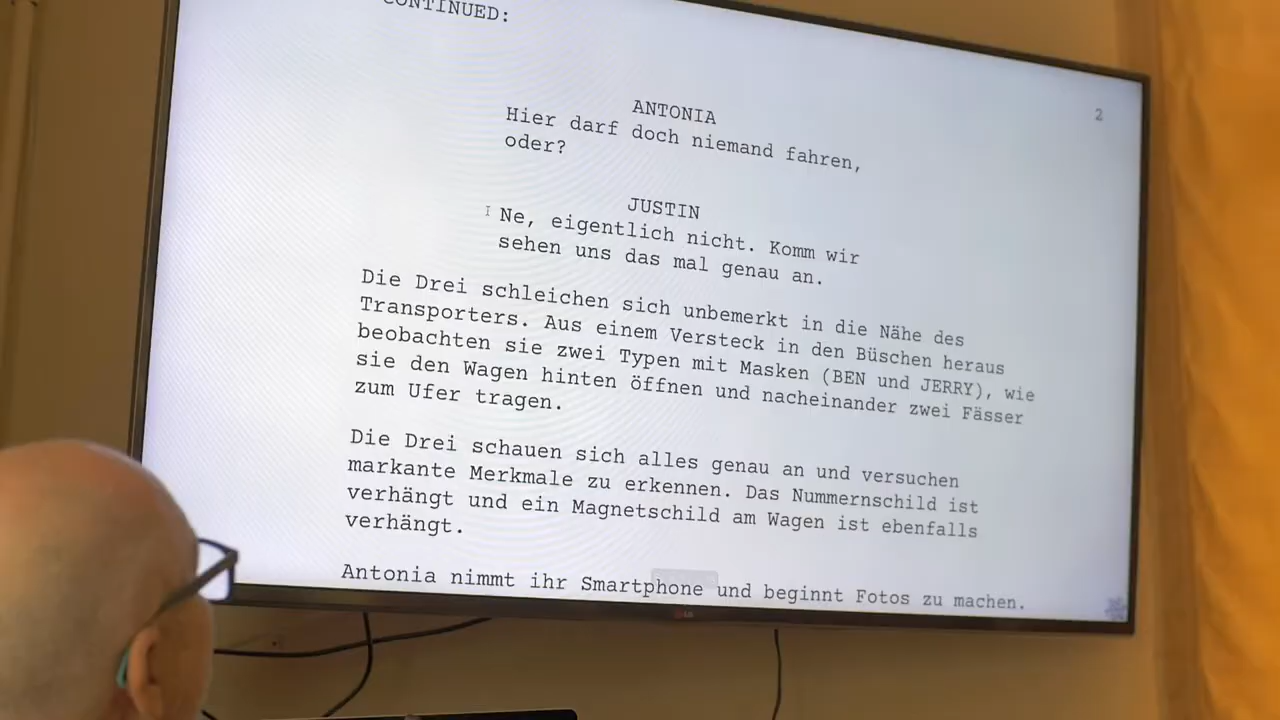 CONTINUED:
2
ANTONIA
Hier darf doch niemand fahren,
oder?
JUSTIN
Ne, eigentlich nicht. Komm wir
sehen uns das mal genau an.
Die Drei schleichen sich unbemerkt in die Nähe des
Transporters. Aus einem Versteck in den Büschen heraus
beobachten sie zwei Typen mit Masken (BEN und JERRY), wie
sie den Wagen hinten öffnen und nacheinander zwei Fässer
zum Ufer tragen.
Die Drei schauen sich alles genau an und versuchen
markante Merkmale zu erkennen. Das Nummernschild ist
verhängt und ein Magnetschild am Wagen ist ebenfalls
verhängt.
Antonia nimmt ihr Smartphone und beginnt Fotos zu machen.
LG